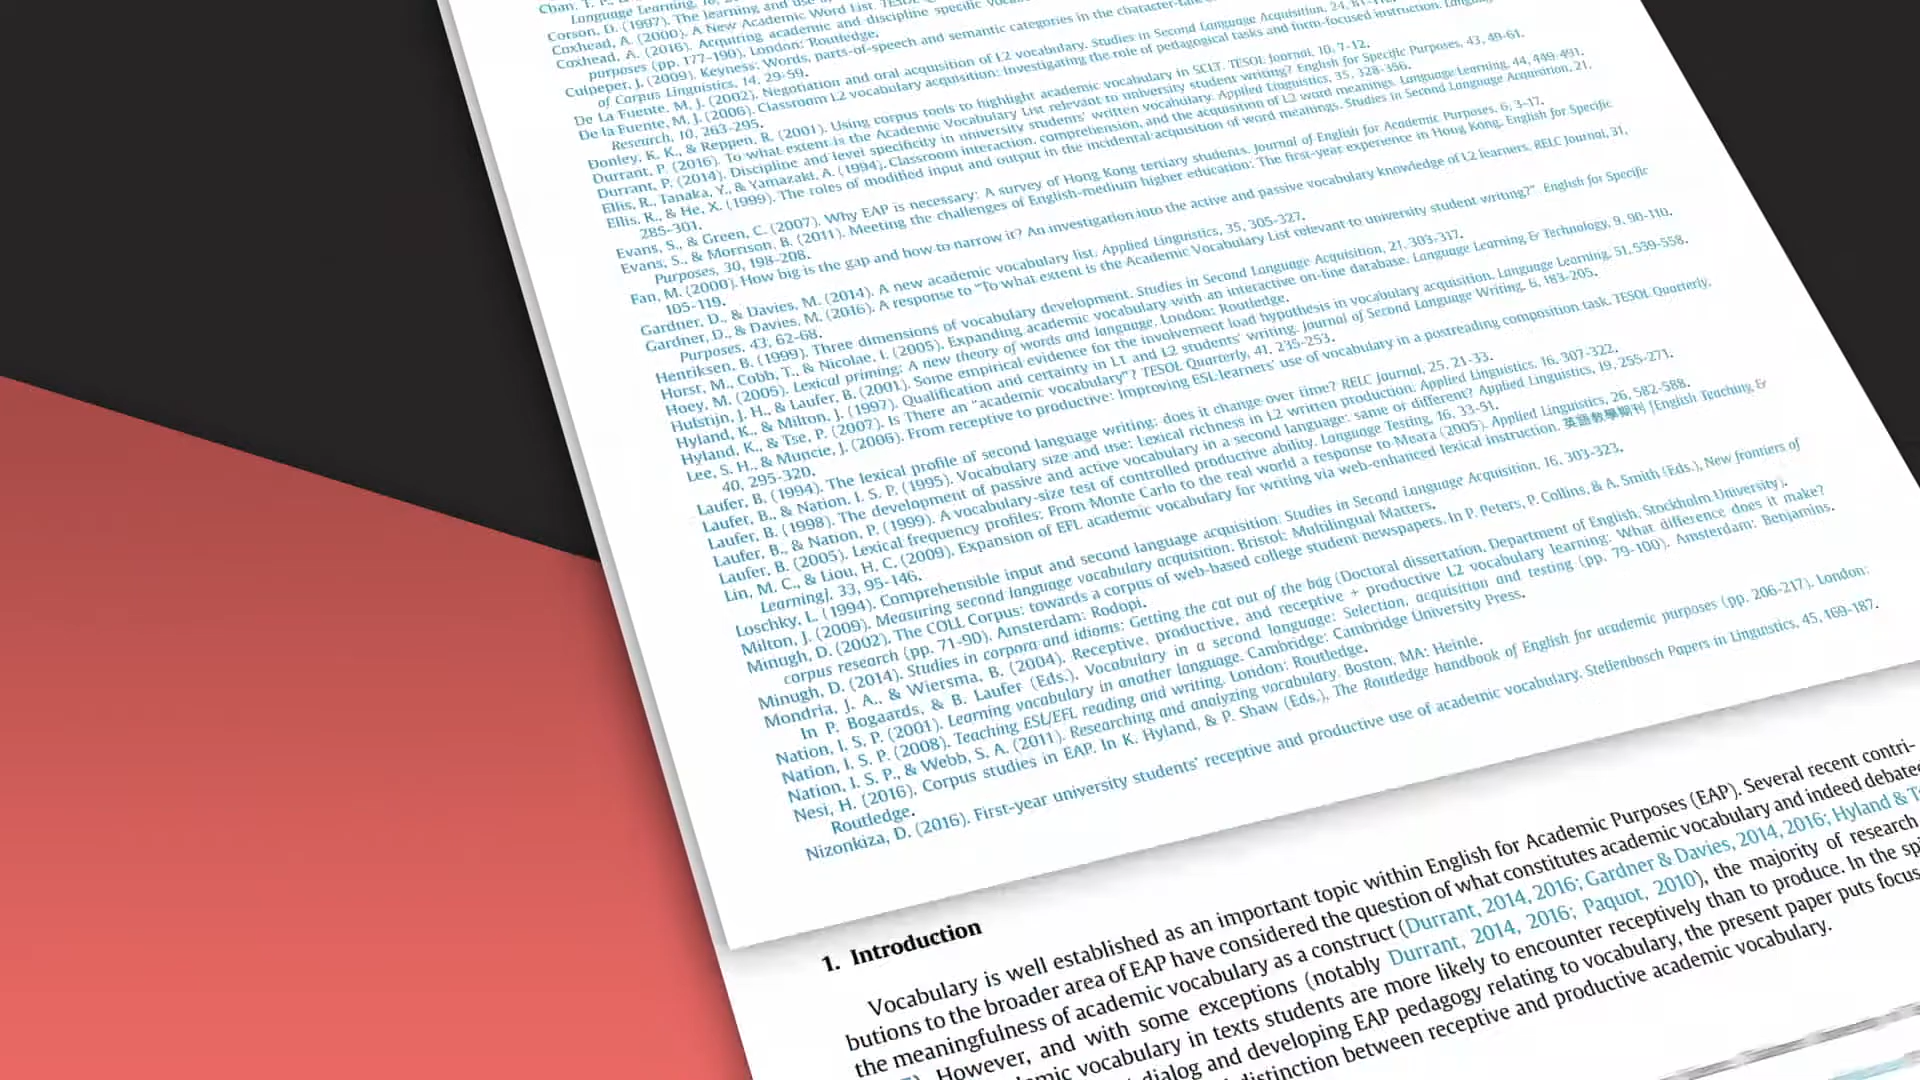 Chan, T. P.,
Language Learning,
Corson, D. (1997). The learning and use
Coxhead, A. (2000). A New Academic Word List. TESOL
Coxhead, A. (2016). Acquiring academic and discipline specific
purposes (pp. 177-190). London: Routledge.
Culpeper, J. (2009). Keyness: Words, parts-of-speech and semantic categories in the
of Corpus Linguistics, 14, 29-59.
De La Fuente, M. J. (2002). Negotiation and oral acquisition of L2 vocabulary. Studies in Second Language Acquisition, 24,
De la Fuente, M. J. (2006). Classroom L2 vocabulary acquisition: investigating the role of pedagogical tasks and form-focused instruction.
Research, 10, 263-295.
Donley, K. K., & Reppen, R. (2001). Using corpus tools to highlight academic vocabulary in SCLT. TESOL Journal, 10, 7-12.
Durrant, P. (2016). To what extent is the Academic Vocabulary List relevant to university student writing? English for Specific Purposes, 43, 49-61.
Durrant, P. (2014). Discipline and level specificity in university students' written vocabulary. Applied Linguistics, 35, 328-356.
Ellis, R., Tanaka, Y., & Yamazaki, A. (1994). Classroom interaction, comprehension, and the acquisition of L2 word meanings. Language Learning, 44, 449-491.
Ellis, R., & He, X. (1999). The roles of modified input and output in the incidental acquisition of word meanings. Studies in Second Language Acquisition, 21,
285-301.
Evans, S., & Green, C. (2007). Why EAP is necessary: A survey of Hong Kong tertiary students. Journal of English for Academic Purposes, 6, 3-17.
Evans, S., & Morrison, B. (2011). Meeting the challenges of English-medium higher education: The first-year experience in Hong Kong. English for Specific
Purposes, 30, 198-208.
Fan, M. (2000). How big is the gap and how to narrow it? An investigation into the active and passive vocabulary knowledge of L2 learners. RELC Journal, 31,
105-119.
Gardner, D., & Davies, M. (2014). A new academic vocabulary list. Applied Linguistics, 35, 305-327.
Gardner, D., & Davies, M. (2016). A response to "To what extent is the Academic Vocabulary List relevant to university student writing?" English for Specific
Purposes, 43, 62-68.
Henriksen, B. (1999). Three dimensions of vocabulary development. Studies in Second Language Acquisition, 21, 303-317.
Horst, M., Cobb, T., & Nicolae, I. (2005). Expanding academic vocabulary with an interactive on-line database. Language Learning & Technology, 9, 90-110.
Hoey, M. (2005). Lexical priming: A new theory of words and language. London: Routledge.
Hulstijn, J. H., & Laufer, B. (2001). Some empirical evidence for the involvement load hypothesis in vocabulary acquisition. Language Learning, 51, 539-558.
Hyland, K., & Milton, J. (1997). Qualification and certainty in L1 and L2 students' writing. Journal of Second Language Writing, 6, 183-205.
Hyland, K., & Tse, P. (2007). Is There an "academic vocabulary"? TESOL Quarterly, 41, 235-253.
Lee, S. H., & Muncie, J. (2006). From receptive to productive: Improving ESL learners' use of vocabulary in a postreading composition task. TESOL Quarterly,
40, 295-320.
Laufer, B. (1994). The lexical profile of second language writing: does it change over time? RELC Journal, 25, 21-33.
Laufer, B., & Nation, I. S. P. (1995). Vocabulary size and use: Lexical richness in L2 written production. Applied Linguistics, 16, 307-322.
Laufer, B. (1998). The development of passive and active vocabulary in a second language: same or different? Applied Linguistics, 19, 255-271.
Laufer, B., & Nation, P. (1999). A vocabulary-size test of controlled productive ability. Language Testing, 16, 33-51.
Laufer, B. (2005). Lexical frequency profiles: From Monte Carlo to the real world a response to Meara (2005). Applied Linguistics, 26, 582-588.
Lin, M. C., & Liou, H. C. (2009). Expansion of EFL academic vocabulary for writing via web-enhanced lexical instruction. 英語教學期刊 [English Teaching &
Learning], 33, 95-146.
Loschky, L. (1994). Comprehensible input and second language acquisition. Studies in Second Language Acquisition, 16, 303-323.
Milton, J. (2009). Measuring second language vocabulary acquisition. Bristol: Multilingual Matters.
Minugh, D. (2002). The COLL Corpus: towards a corpus of web-based college student newspapers. In P. Peters, P. Collins, & A. Smith (Eds.), New frontiers of
corpus research (pp. 71-90). Amsterdam: Rodopi.
Minugh, D. (2014). Studies in corpora and idioms: Getting the cat out of the bag (Doctoral dissertation, Department of English, Stockholm University).
Mondria, J. A., & Wiersma, B. (2004). Receptive, productive, and receptive + productive L2 vocabulary learning: What difference does it make?
In P. Bogaards, & B. Laufer (Eds.), Vocabulary in a second language: Selection, acquisition and testing (pp. 79-100). Amsterdam: Benjamins.
Nation, I. S. P. (2001). Learning vocabulary in another language. Cambridge: Cambridge University Press.
Nation, I. S. P. (2008). Teaching ESL/EFL reading and writing. London: Routledge.
Nation, I. S. P., & Webb, S. A. (2011). Researching and analyzing vocabulary. Boston, MA: Heinle.
Nesi, H. (2016). Corpus studies in EAP. In K. Hyland, & P. Shaw (Eds.), The Routledge handbook of English for academic purposes (pp. 206-217). London:
Routledge.
Nizonkiza, D. (2016). First-year university students' receptive and productive use of academic vocabulary. Stellenbosch Papers in Linguistics, 45, 169-187.
1. Introduction
Vocabulary is well established as an important topic within English for Academic Purposes (EAP). Several recent contri-
butions to the broader area of EAP have considered the question of what constitutes academic vocabulary and indeed debated
the meaningfulness of academic vocabulary as a construct (Durrant, 2014, 2016; Gardner & Davies, 2014, 2016; Hyland &
However, and with some exceptions (notably Durrant, 2014, 2016; Paquot, 2010), the majority of research
vocabulary in texts students are more likely to encounter receptively than to produce. In the
dialog and developing EAP pedagogy relating to vocabulary, the present paper puts
distinction between receptive and productive academic vocabulary.